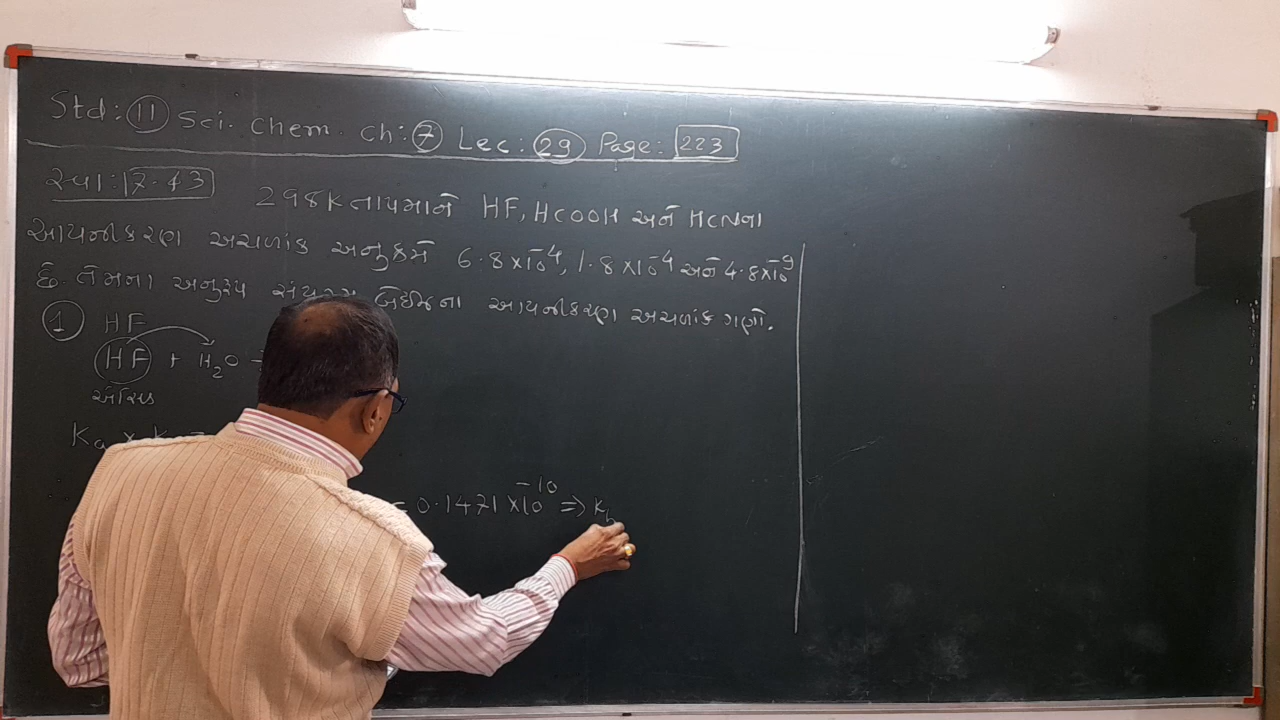 Std: 11 Sci. Chem. Ch: 7 Lec: 29 Page: 223
સ્વા: 7.43 298K તાપમાને HF, HCOOH અને HCNના
આયનીકરણ અચળાંક અનુક્રમે 6.8×10⁻⁴, 1.8×10⁻⁴ અને 4.8×10⁻⁹
છે. તેમના અનુરૂપ બેઈજના આયનીકરણ અચળાંક ગણો.
1 HF
HF + H₂O
ઍસિડ
Ka ×
= 0.1471×10⁻¹⁰ ⇒ Kb